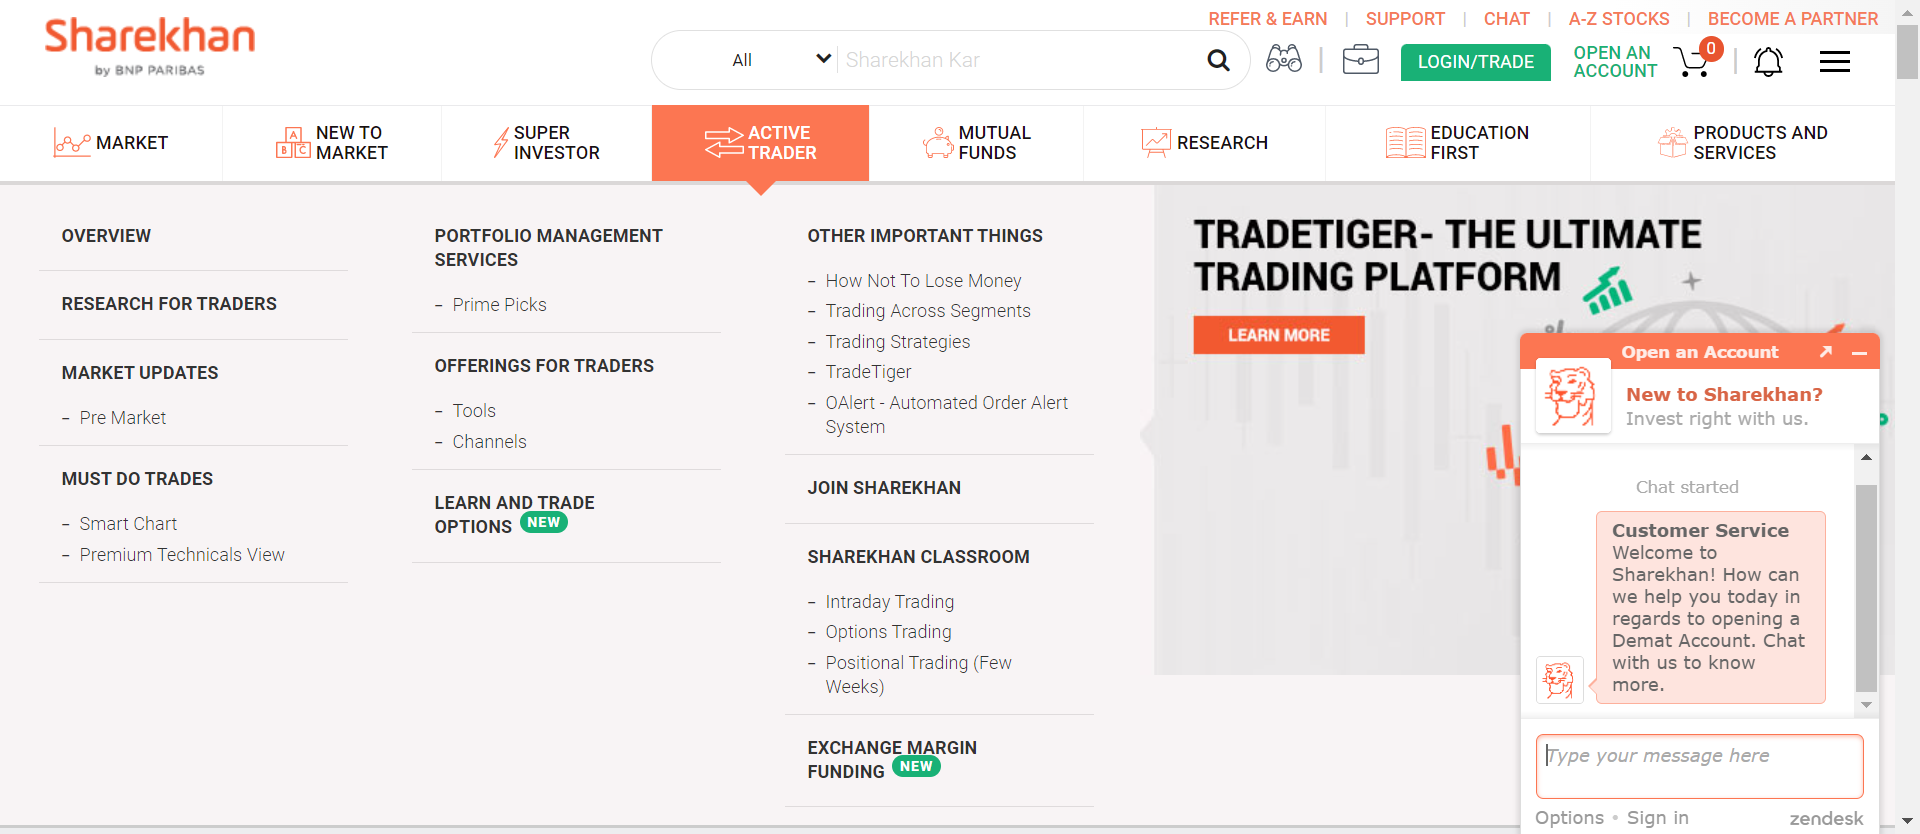 REFER & EARN | SUPPORT | CHAT | A-Z STOCKS | BECOME A PARTNER
Sharekhan
by BNP PARIBAS
All
Sharekhan Kar
LOGIN/TRADE
OPEN AN
ACCOUNT
0
MARKET
NEW TO
MARKET
A
B C
SUPER
INVESTOR
ACTIVE
TRADER
MUTUAL
FUNDS
RESEARCH
EDUCATION
FIRST
PRODUCTS AND
SERVICES
OVERVIEW
RESEARCH FOR TRADERS
MARKET UPDATES
- Pre Market
MUST DO TRADES
- Smart Chart
- Premium Technicals View
PORTFOLIO MANAGEMENT
SERVICES
- Prime Picks
OFFERINGS FOR TRADERS
- Tools
- Channels
LEARN AND TRADE
OPTIONS NEW
OTHER IMPORTANT THINGS
- How Not To Lose Money
- Trading Across Segments
- Trading Strategies
- TradeTiger
- OAlert - Automated Order Alert
System
JOIN SHAREKHAN
SHAREKHAN CLASSROOM
- Intraday Trading
- Options Trading
- Positional Trading (Few
Weeks)
EXCHANGE MARGIN
FUNDING NEW
TRADETIGER- THE ULTIMATE
TRADING PLATFORM
LEARN MORE
%
Open an Account
New to Sharekhan?
Invest right with us.
Chat started
Customer Service
Welcome to
Sharekhan! How can
we help you today in
regards to opening a
Demat Account. Chat
with us to know
more.
Type your message here
Options • Sign in
zendesk